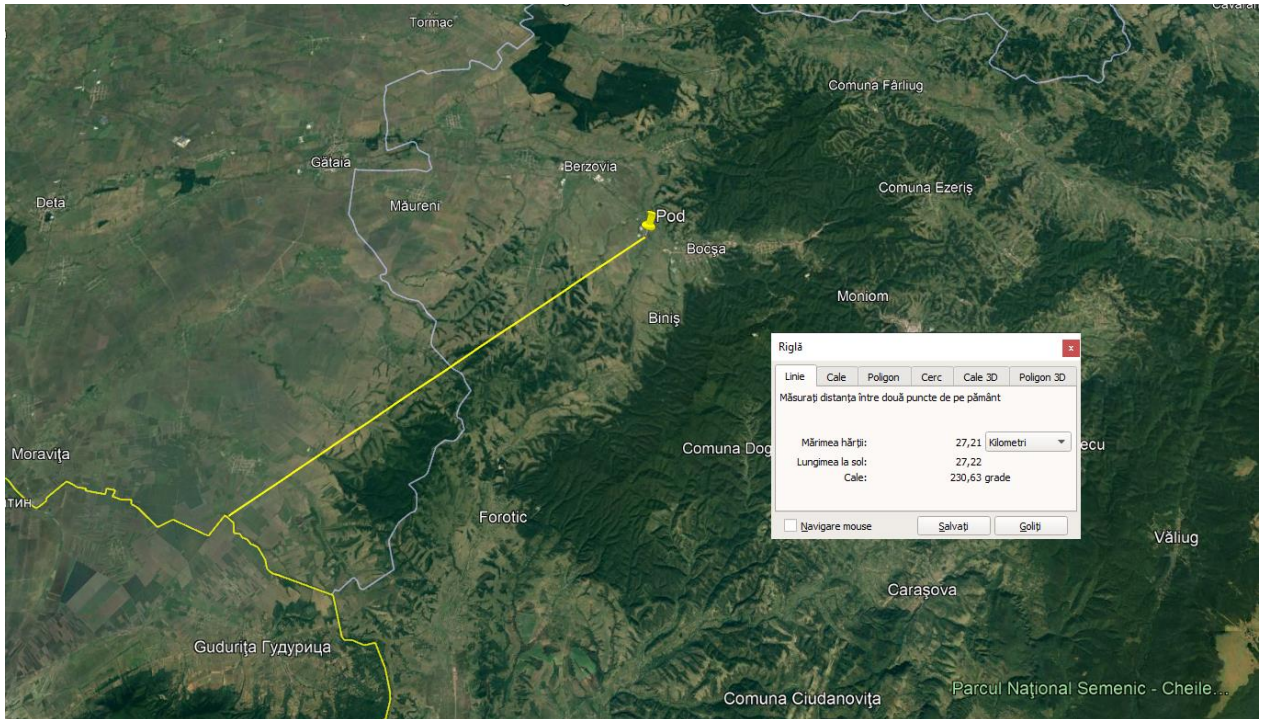 Tormac
Comuna Fârliug
Gătaia
Berzovia
Deta
Măureni
Comuna Ezeriș
Pod
Bocșa
Moniom
Biniș
Riglă
x
Linie Cale Poligon Cerc Cale 3D Poligon 3D
Măsurați distanța între două puncte de pe pământ
Mărimea hărții: 27,21 Kilometri
Lungimea la sol: 27,22
Cale: 230,63 grade
Navigare mouse Salvați Goliți
Moravița
Comuna Dog
ecu
тин
Forotic
Văliug
Carașova
Gudurița Гудурица
Parcul Național Semenic - Cheile...
Comuna Ciudanovița